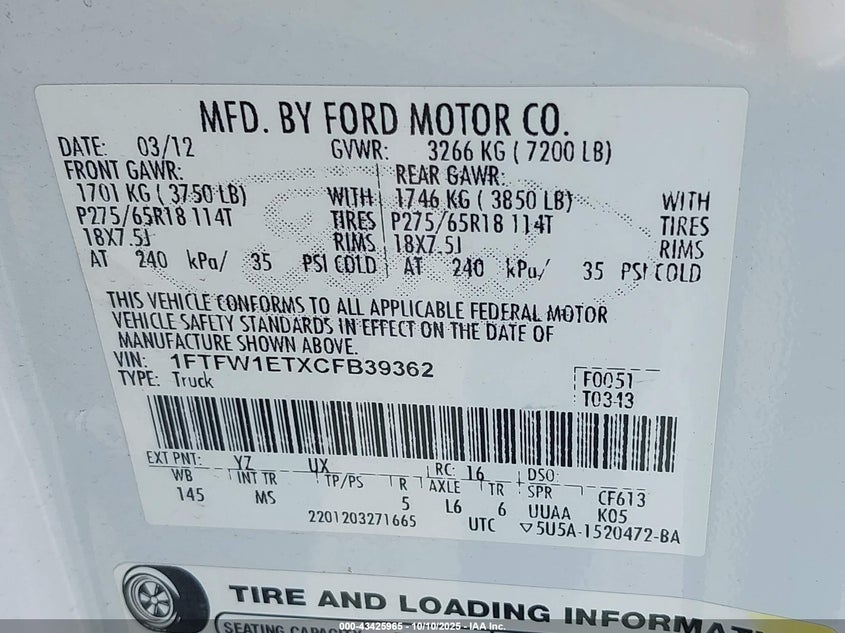 MFD. BY FORD MOTOR CO.
DATE: 03/12 GVWR: 3266 KG ( 7200 LB)
FRONT GAWR: REAR GAWR:
1701 KG ( 3750 LB) WITH 1746 KG ( 3850 LB) WITH
P275/65R18 114T TIRES P275/65R18 114T TIRES
18X7.5J RIMS 18X7.5J RIMS
AT 240 kPa/ 35 PSI COLD AT 240 kPa/ 35 PSI COLD
THIS VEHICLE CONFORMS TO ALL APPLICABLE FEDERAL MOTOR
VEHICLE SAFETY STANDARDS IN EFFECT ON THE DATE OF
MANUFACTURE SHOWN ABOVE.
VIN: 1FTFW1ETXCFB39362
TYPE: Truck F0051
T0343
EXT PNT: YZ UX RC: 16 DSO:
WB INT TR TP/PS R AXLE TR SPR CF613
145 MS 5 L6 6 UUAA K05
2201203271665 UTC ▽5U5A-1520472-BA
TIRE AND LOADING INFORMAT
SEATING CAPACITY
000-43425965 - 10/10/2025 - IAA, Inc.